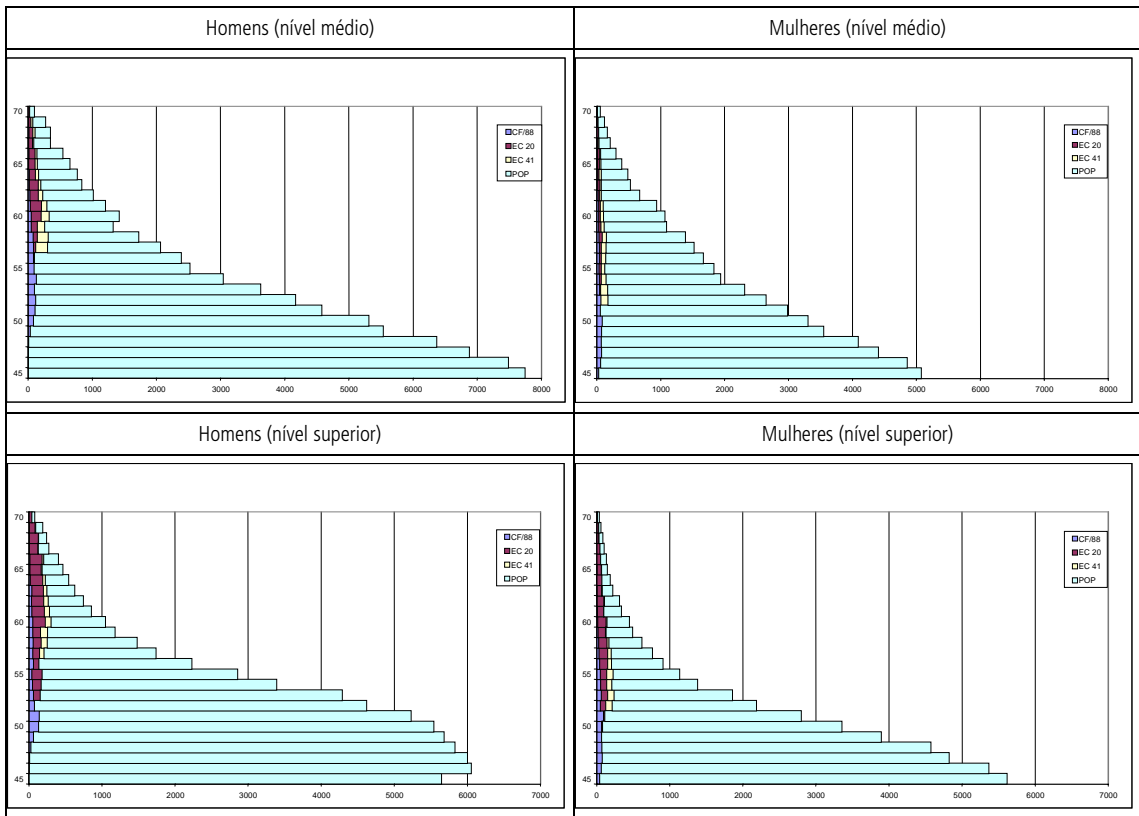 Homens (nível médio)
Mulheres (nível médio)
70
65
60
55
50
45
0 1000 2000 3000 4000 5000 6000 7000 8000
CF/88
EC 20
EC 41
POP
70
65
60
55
50
45
0 1000 2000 3000 4000 5000 6000 7000 8000
CF/88
EC 20
EC 41
POP
Homens (nível superior)
Mulheres (nível superior)
70
65
60
55
50
45
0 1000 2000 3000 4000 5000 6000 7000
CF/88
EC 20
EC 41
POP
70
65
60
55
50
45
0 1000 2000 3000 4000 5000 6000 7000
CF/88
EC 20
EC 41
POP